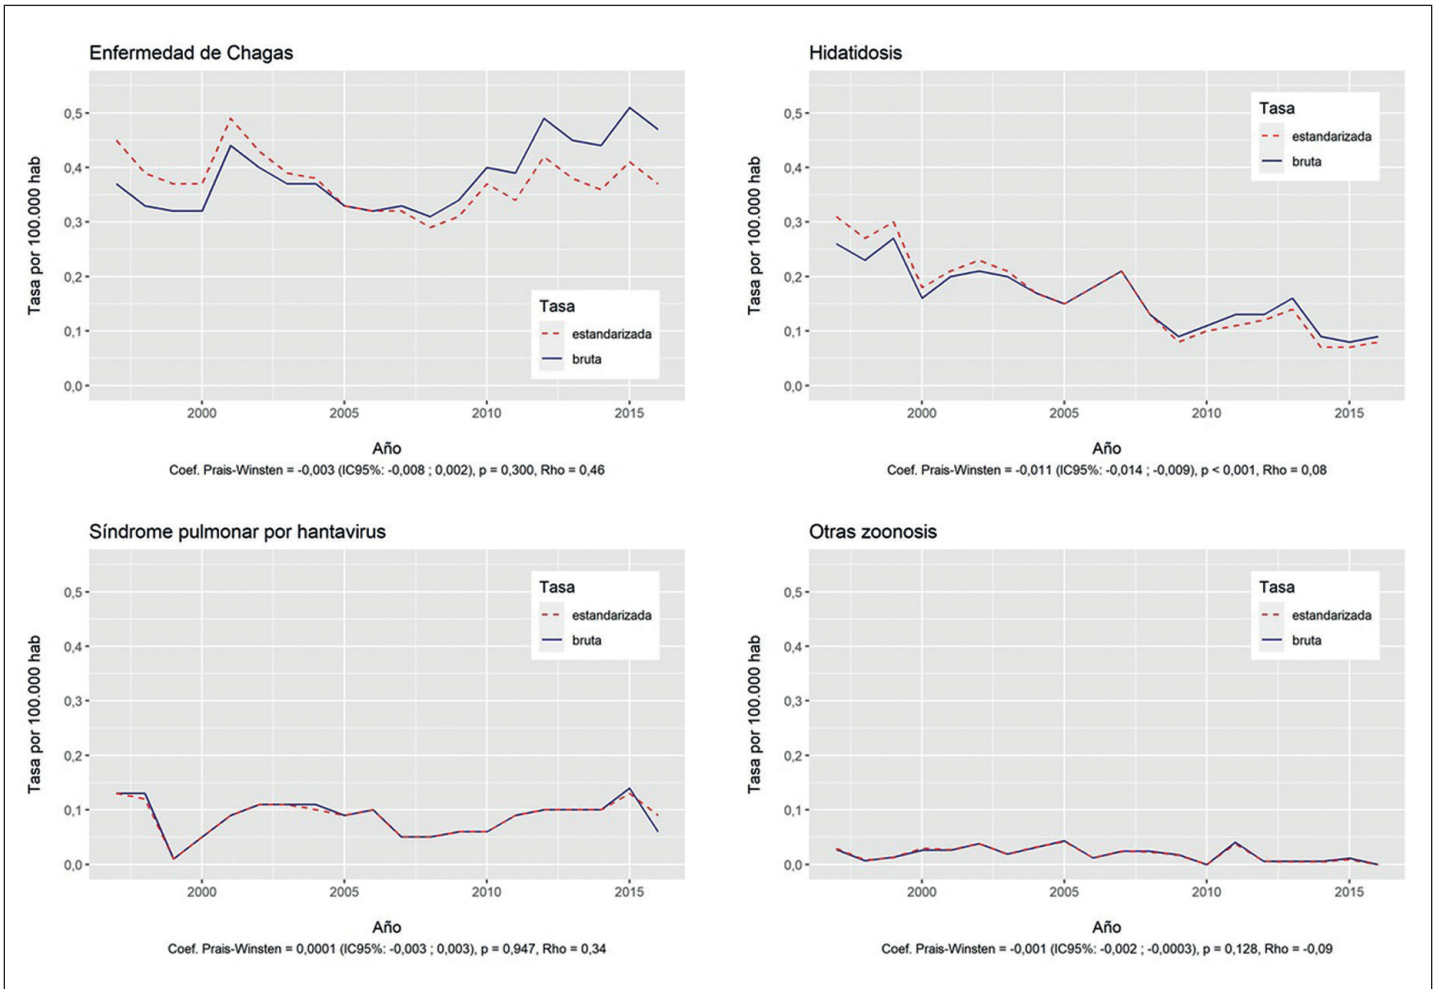 Enfermedad de Chagas
Tasa por 100.000 hab
0,5
0,4
0,3
0,2
0,1
0,0
Tasa
estandarizada
bruta
2000 2005 2010 2015
Año
Coef. Prais-Winsten = -0,003 (IC95%: -0,008 ; 0,002), p = 0,300, Rho = 0,46
Hidatidosis
Tasa por 100.000 hab
0,5
0,4
0,3
0,2
0,1
0,0
Tasa
estandarizada
bruta
2000 2005 2010 2015
Año
Coef. Prais-Winsten = -0,011 (IC95%: -0,014 ; -0,009), p < 0,001, Rho = 0,08
Síndrome pulmonar por hantavirus
Tasa por 100.000 hab
0,5
0,4
0,3
0,2
0,1
0,0
Tasa
estandarizada
bruta
2000 2005 2010 2015
Año
Coef. Prais-Winsten = 0,0001 (IC95%: -0,003 ; 0,003), p = 0,947, Rho = 0,34
Otras zoonosis
Tasa por 100.000 hab
0,5
0,4
0,3
0,2
0,1
0,0
Tasa
estandarizada
bruta
2000 2005 2010 2015
Año
Coef. Prais-Winsten = -0,001 (IC95%: -0,002 ; -0,0003), p = 0,128, Rho = -0,09